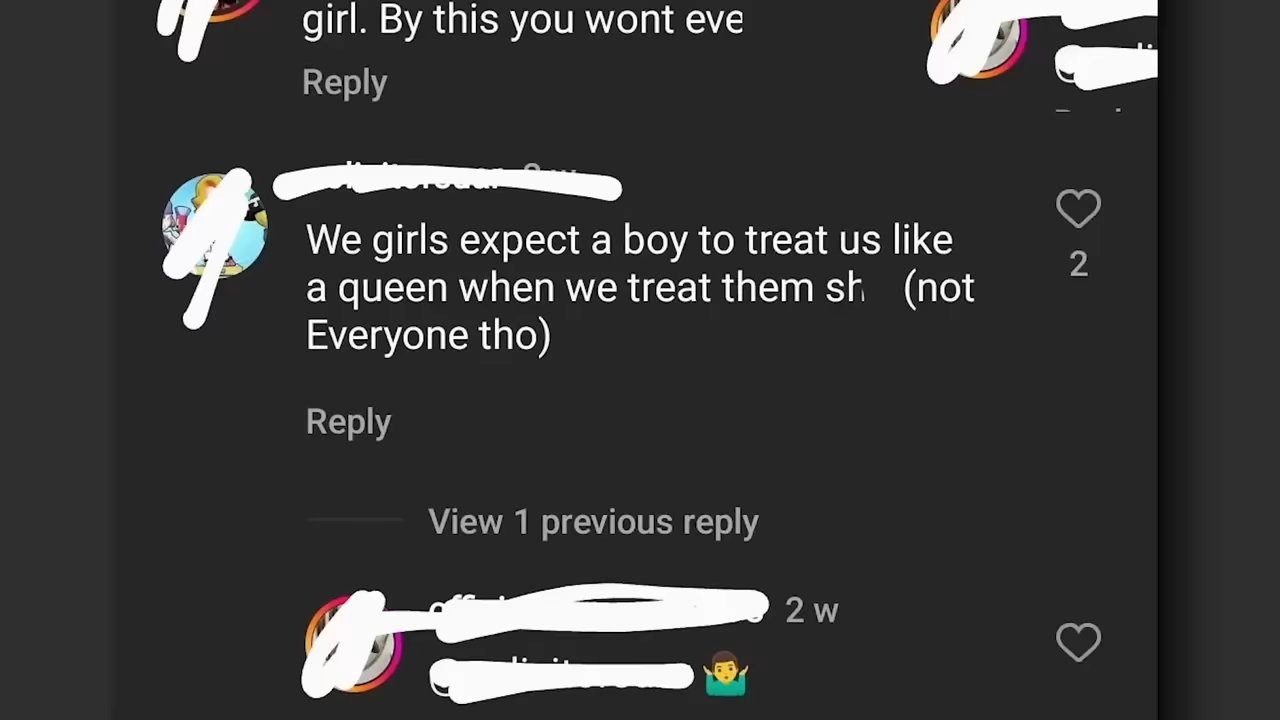 girl. By this you wont eve
Reply
We girls expect a boy to treat us like
2
a queen when we treat them sh (not
Everyone tho)
Reply
View 1 previous reply
2 w